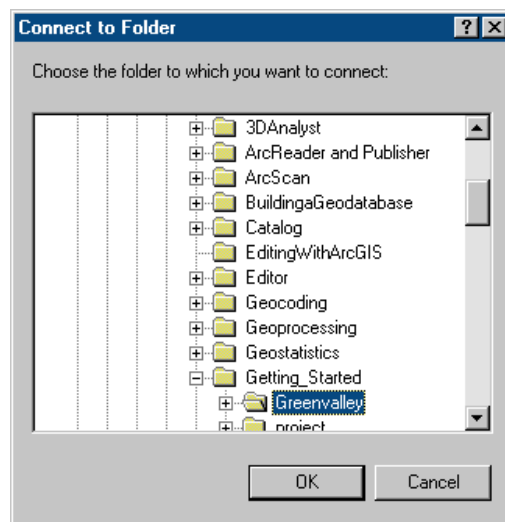 Connect to Folder
Choose the folder to which you want to connect:
3DAnalyst
ArcReader and Publisher
ArcScan
BuildingaGeodatabase
Catalog
EditingWithArcGIS
Editor
Geocoding
Geoprocessing
Geostatistics
Getting_Started
Greenvalley
project
OK Cancel